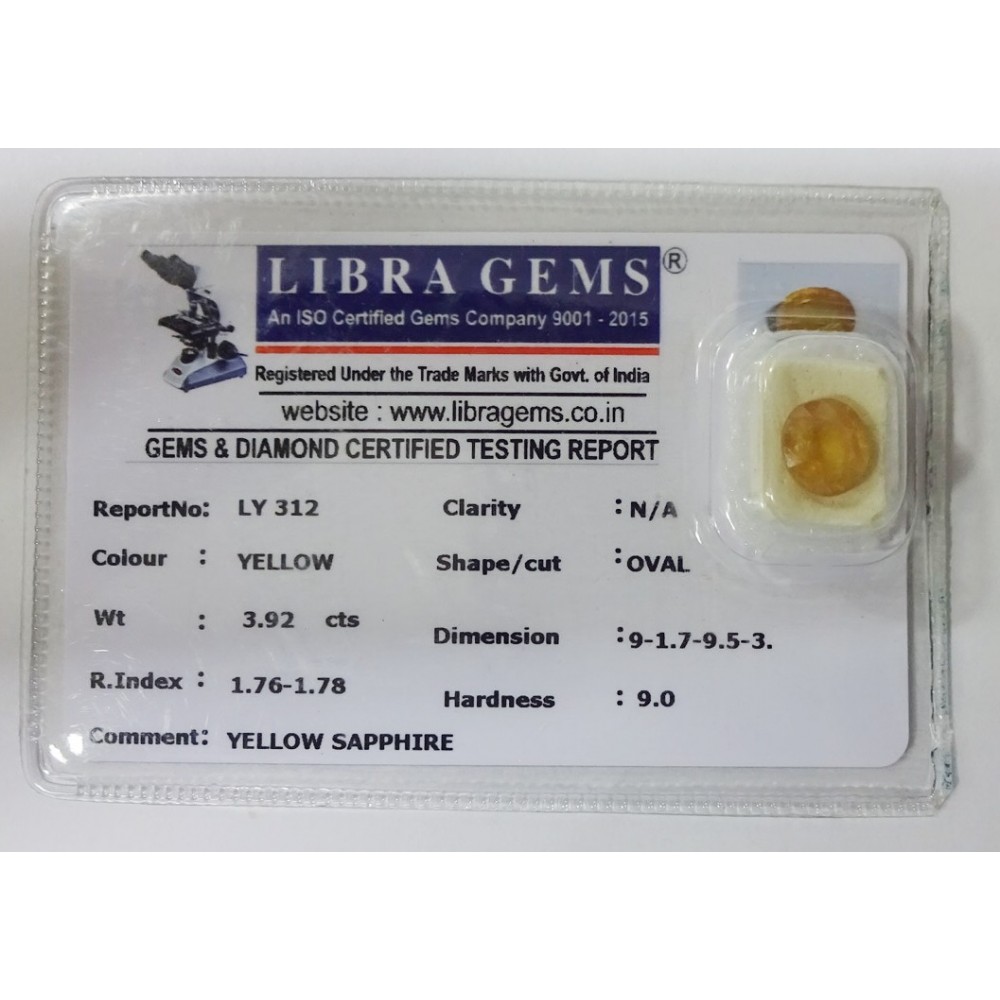 LIBRA GEMS®
An ISO Certified Gems Company 9001 - 2015
Registered Under the Trade Marks with Govt. of India
website : www.libragems.co.in
GEMS & DIAMOND CERTIFIED TESTING REPORT
ReportNo: LY 312 Clarity : N/A
Colour : YELLOW Shape/cut : OVAL
Wt : 3.92 cts Dimension : 9-1.7-9.5-3.
R.Index : 1.76-1.78 Hardness : 9.0
Comment: YELLOW SAPPHIRE